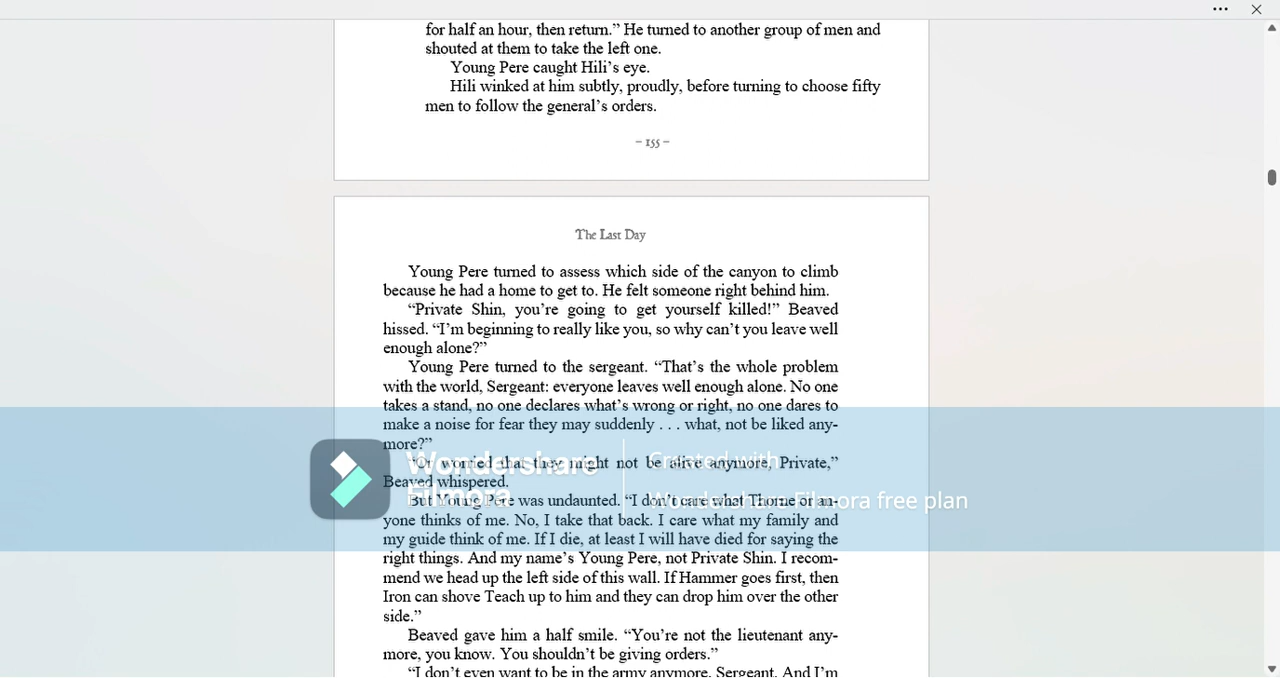 for half an hour, then return.” He turned to another group of men and
shouted at them to take the left one.
Young Pere caught Hili’s eye.
Hili winked at him subtly, proudly, before turning to choose fifty
men to follow the general’s orders.
– 155 –
The Last Day
Young Pere turned to assess which side of the canyon to climb
because he had a home to get to. He felt someone right behind him.
“Private Shin, you’re going to get yourself killed!” Beaved
hissed. “I’m beginning to really like you, so why can’t you leave well
enough alone?”
Young Pere turned to the sergeant. “That’s the whole problem
with the world, Sergeant: everyone leaves well enough alone. No one
takes a stand, no one declares what’s wrong or right, no one dares to
make a noise for fear they may suddenly . . . what, not be liked any-
more?”
“Or worried that they might not be alive anymore, Private,”
Beaved whispered.
But Young Pere was undaunted. “I don’t care what Thorne or an-
yone thinks of me. No, I take that back. I care what my family and
my guide think of me. If I die, at least I will have died for saying the
right things. And my name’s Young Pere, not Private Shin. I recom-
mend we head up the left side of this wall. If Hammer goes first, then
Iron can shove Teach up to him and they can drop him over the other
side.”
Beaved gave him a half smile. “You’re not the lieutenant any-
more, you know. You shouldn’t be giving orders.”
“I don’t even want to be in the army anymore, Sergeant. And I’m
Wondershare
Filmora
Created with
Wondershare Filmora free plan